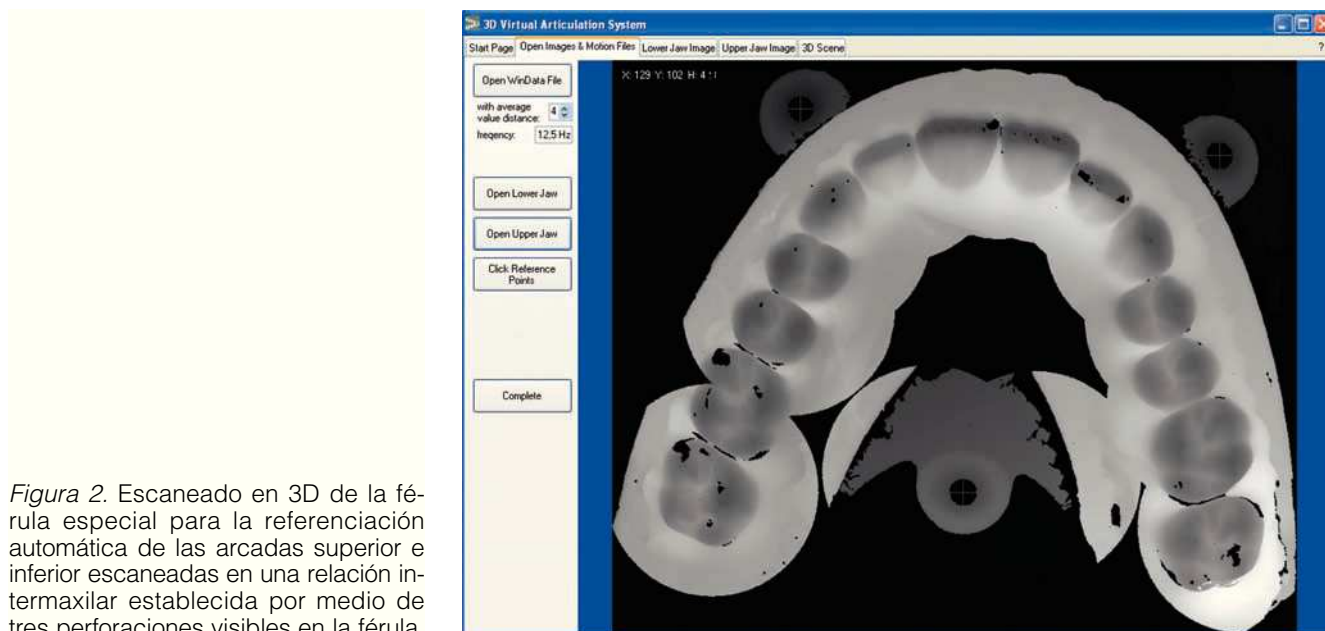 3D Virtual Articulation System
Start Page Open Images & Motion Files Lower Jaw Image Upper Jaw Image 3D Scene ?
Open WinData File
with average
value distance: 4
freqency: 12.5 Hz
Open Lower Jaw
Open Upper Jaw
Click Reference
Points
Complete
X: 129 Y: 102 H:
Figura 2. Escaneado en 3D de la fé-
rula especial para la referenciación
automática de las arcadas superior e
inferior escaneadas en una relación in-
termaxilar establecida por medio de
tres perforaciones visibles en la férula.